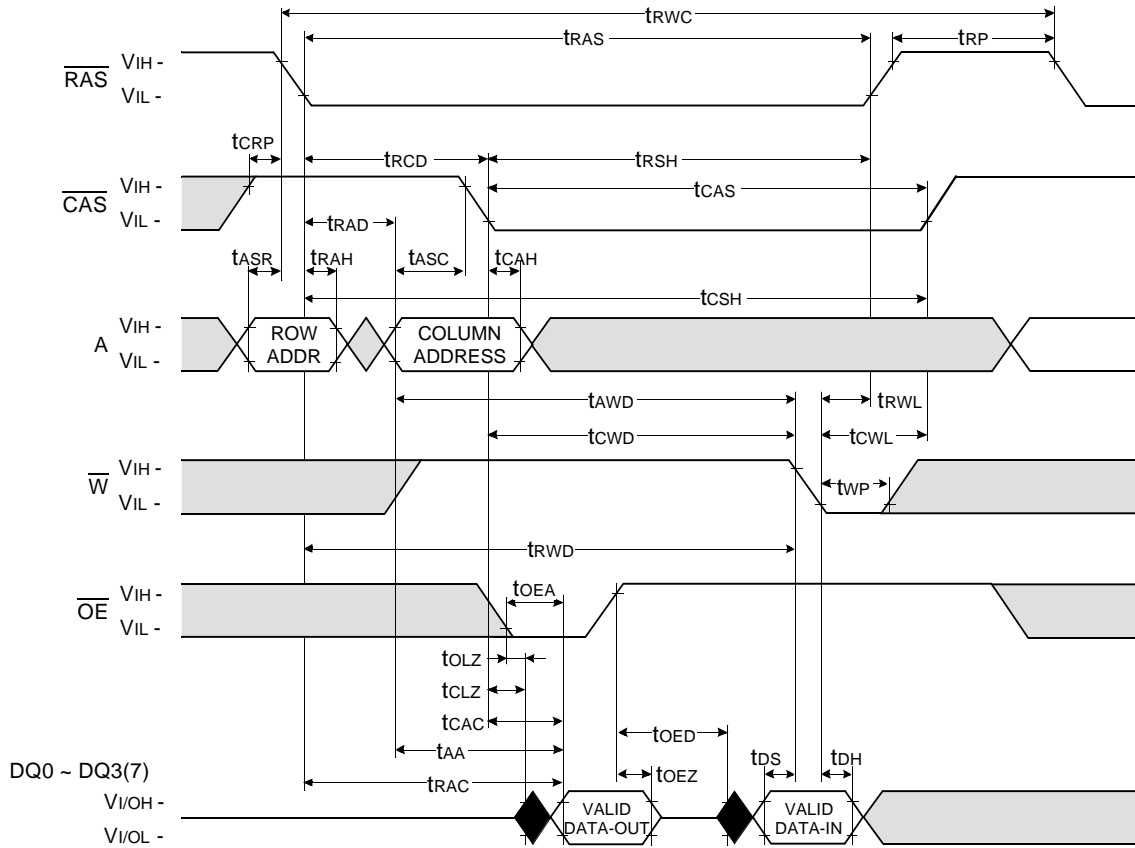 tRWC
tRAS
tRP
RAS
VIH -
VIL -
tCRP
tRCD
tRSH
CAS
VIH -
VIL -
tCAS
tRAD
tASR
tRAH
tASC
tCAH
tCSH
A
VIH -
VIL -
ROW
ADDR
COLUMN
ADDRESS
tAWD
tRWL
tCWD
tCWL
W
VIH -
VIL -
tWP
tRWD
OE
VIH -
VIL -
tOEA
tOLZ
tCLZ
tCAC
tOED
tAA
tOEZ
tDS
tDH
DQ0 ~ DQ3(7)
tRAC
VI/OH -
VI/OL -
VALID
DATA-OUT
VALID
DATA-IN